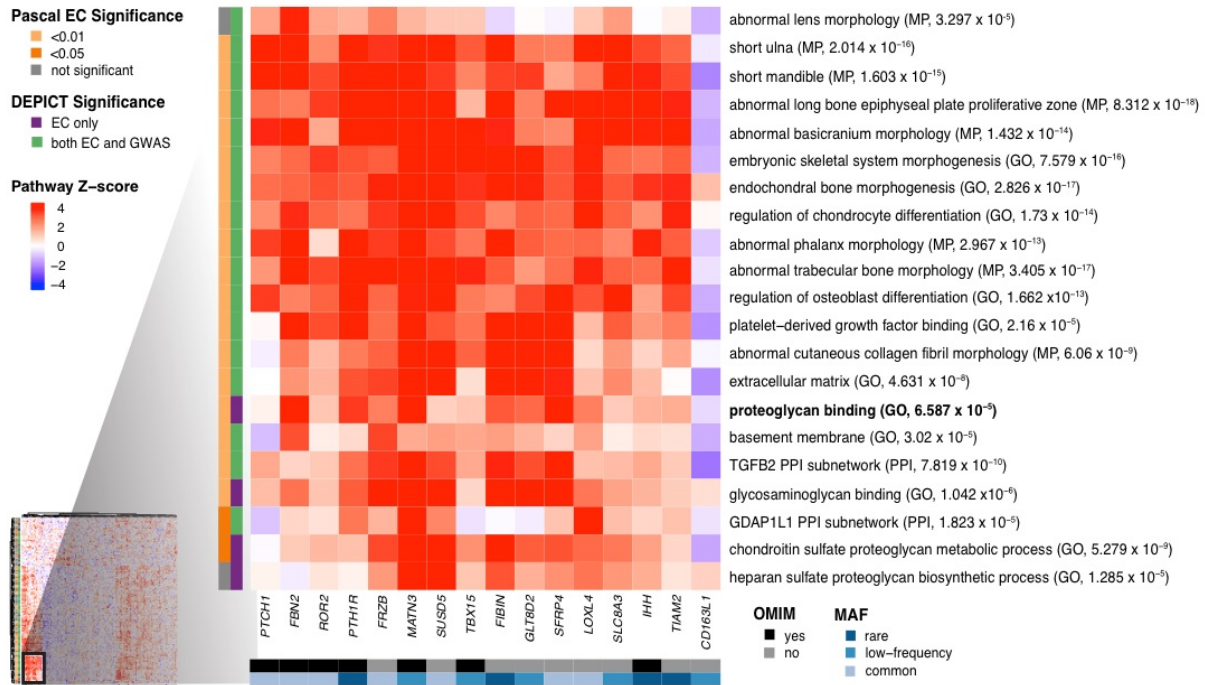 Pascal EC Significance
<0.01
<0.05
not significant
DEPICT Significance
EC only
both EC and GWAS
Pathway Z−score
4
2
0
−2
−4
abnormal lens morphology (MP, 3.297 x 10⁻⁵)
short ulna (MP, 2.014 x 10⁻¹⁶)
short mandible (MP, 1.603 x 10⁻¹⁵)
abnormal long bone epiphyseal plate proliferative zone (MP, 8.312 x 10⁻¹⁸)
abnormal basicranium morphology (MP, 1.432 x 10⁻¹⁴)
embryonic skeletal system morphogenesis (GO, 7.579 x 10⁻¹⁶)
endochondral bone morphogenesis (GO, 2.826 x 10⁻¹⁷)
regulation of chondrocyte differentiation (GO, 1.73 x 10⁻¹⁴)
abnormal phalanx morphology (MP, 2.967 x 10⁻¹³)
abnormal trabecular bone morphology (MP, 3.405 x 10⁻¹⁷)
regulation of osteoblast differentiation (GO, 1.662 x10⁻¹³)
platelet−derived growth factor binding (GO, 2.16 x 10⁻⁵)
abnormal cutaneous collagen fibril morphology (MP, 6.06 x 10⁻⁹)
extracellular matrix (GO, 4.631 x 10⁻⁸)
proteoglycan binding (GO, 6.587 x 10⁻⁵)
basement membrane (GO, 3.02 x 10⁻⁵)
TGFB2 PPI subnetwork (PPI, 7.819 x 10⁻¹⁰)
glycosaminoglycan binding (GO, 1.042 x10⁻⁶)
GDAP1L1 PPI subnetwork (PPI, 1.823 x 10⁻⁵)
chondroitin sulfate proteoglycan metabolic process (GO, 5.279 x 10⁻⁹)
heparan sulfate proteoglycan biosynthetic process (GO, 1.285 x 10⁻⁵)
PTCH1
FBN2
ROR2
PTH1R
FRZB
MATN3
SUSD5
TBX15
FIBIN
GLT8D2
SFRP4
LOXL4
SLC8A3
IHH
TIAM2
CD163L1
OMIM
yes
no
MAF
rare
low−frequency
common